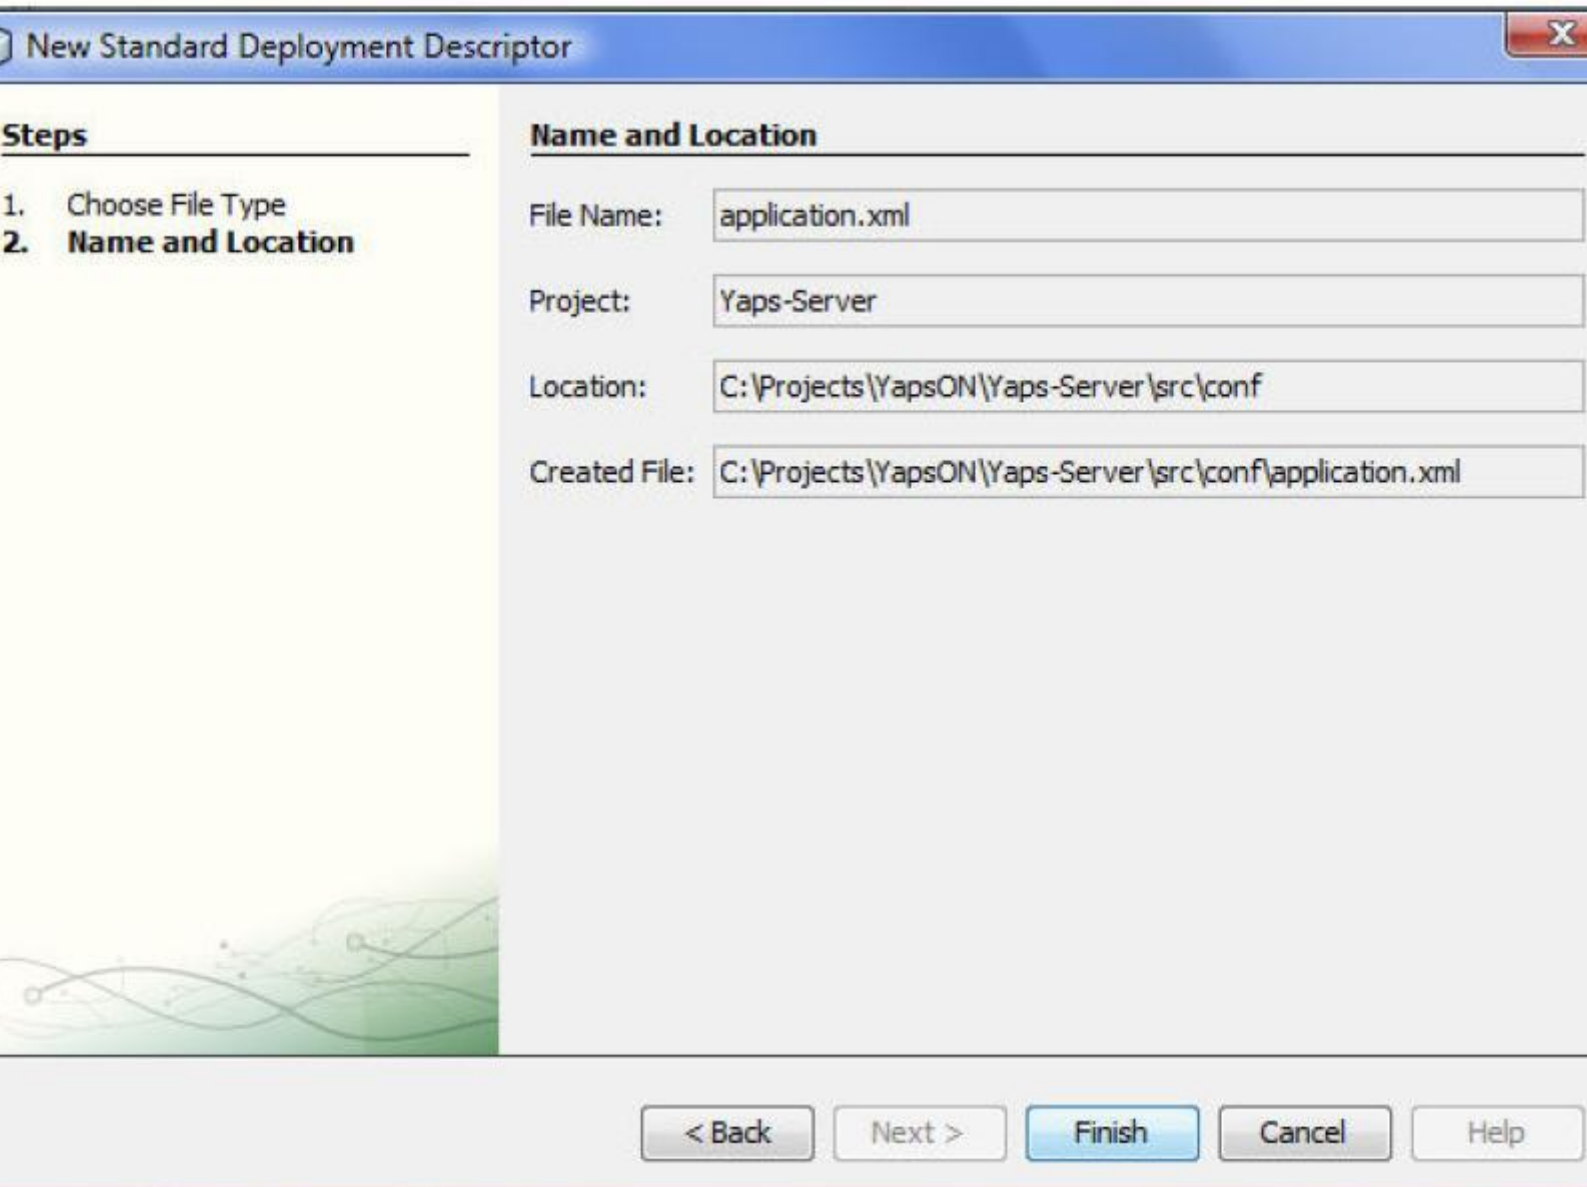 New Standard Deployment Descriptor
Steps
1. Choose File Type
2. Name and Location
Name and Location
File Name: application.xml
Project: Yaps-Server
Location: C:\Projects\YapsON\Yaps-Server\src\conf
Created File: C:\Projects\YapsON\Yaps-Server\src\conf\application.xml
< Back Next > Finish Cancel Help